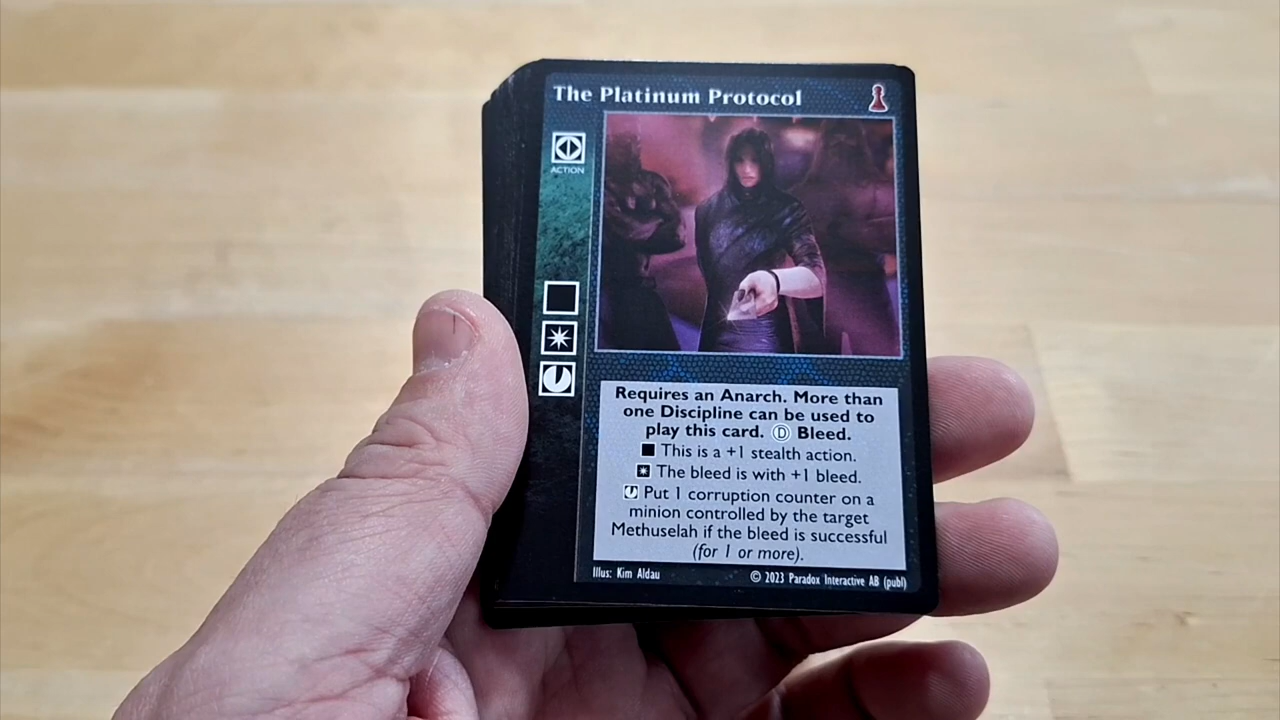 The Platinum Protocol
ACTION
Requires an Anarch. More than
one Discipline can be used to
play this card. Ⓓ Bleed.
This is a +1 stealth action.
The bleed is with +1 bleed.
Put 1 corruption counter on a
minion controlled by the target
Methuselah if the bleed is successful
(for 1 or more).
Illus: Kim Aldau © 2023 Paradox Interactive AB (publ)